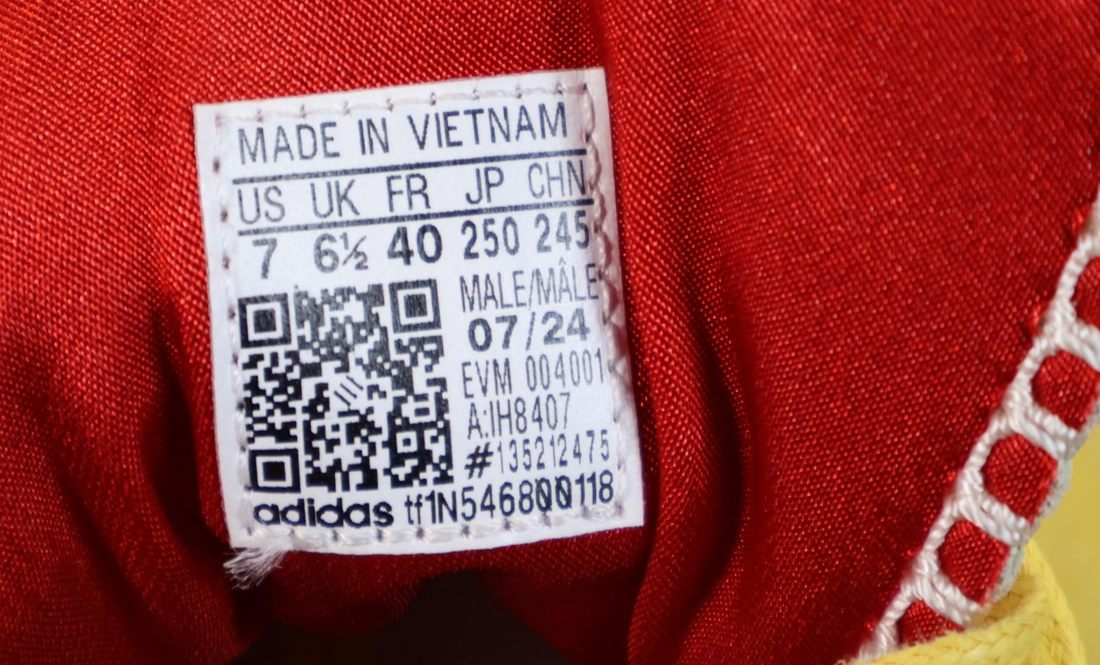 MADE IN VIETNAM
US UK FR JP CHN
7 6½ 40 250 245
MALE/MÂLE
07/24
EVM 004001
A:IH8407
#135212475
adidas tf1N546800118